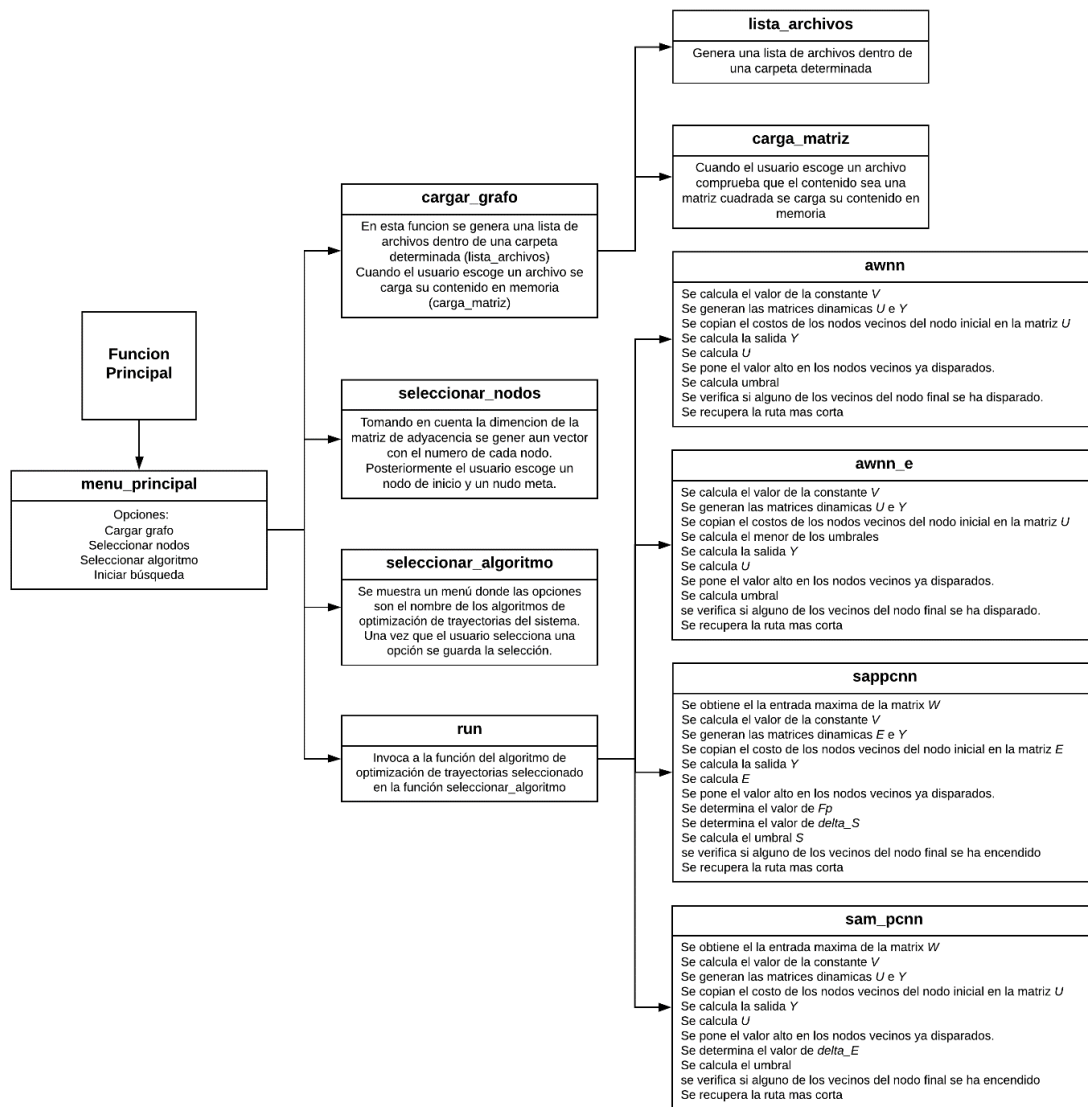 lista_archivos
Genera una lista de archivos dentro de
una carpeta determinada
carga_matriz
Cuando el usuario escoge un archivo
comprueba que el contenido sea una
matriz cuadrada se carga su contenido en
memoria
cargar_grafo
En esta funcion se genera una lista de
archivos dentro de una carpeta
determinada (lista_archivos)
Cuando el usuario escoge un archivo se
carga su contenido en memoria
(carga_matriz)
awnn
Se calcula el valor de la constante V
Se generan las matrices dinamicas U e Y
Se copian el costos de los nodos vecinos del nodo inicial en la matriz U
Se calcula la salida Y
Se calcula U
Se pone el valor alto en los nodos vecinos ya disparados.
Se calcula umbral
Se verifica si alguno de los vecinos del nodo final se ha disparado.
Se recupera la ruta mas corta
Funcion
Principal
seleccionar_nodos
Tomando en cuenta la dimencion de la
matriz de adyacencia se gener aun vector
con el numero de cada nodo.
Posteriormente el usuario escoge un
nodo de inicio y un nudo meta.
menu_principal
Opciones:
Cargar grafo
Seleccionar nodos
Seleccionar algoritmo
Iniciar búsqueda
awnn_e
Se calcula el valor de la constante V
Se generan las matrices dinamicas U e Y
Se copian el costos de los nodos vecinos del nodo inicial en la matriz U
Se calcula el menor de los umbrales
Se calcula la salida Y
Se calcula U
Se pone el valor alto en los nodos vecinos ya disparados.
Se calcula umbral
se verifica si alguno de los vecinos del nodo final se ha disparado.
Se recupera la ruta mas corta
seleccionar_algoritmo
Se muestra un menú donde las opciones
son el nombre de los algoritmos de
optimización de trayectorias del sistema.
Una vez que el usuario selecciona una
opción se guarda la selección.
sappcnn
Se obtiene el la entrada maxima de la matrix W
Se calcula el valor de la constante V
Se generan las matrices dinamicas E e Y
Se copian el costo de los nodos vecinos del nodo inicial en la matriz E
Se calcula la salida Y
Se calcula E
Se pone el valor alto en los nodos vecinos ya disparados.
Se determina el valor de Fp
Se determina el valor de delta_S
Se calcula el umbral S
se verifica si alguno de los vecinos del nodo final se ha encendido
Se recupera la ruta mas corta
run
Invoca a la función del algoritmo de
optimización de trayectorias seleccionado
en la función seleccionar_algoritmo
sam_pcnn
Se obtiene el la entrada maxima de la matrix W
Se calcula el valor de la constante V
Se generan las matrices dinamicas U e Y
Se copian el costo de los nodos vecinos del nodo inicial en la matriz U
Se calcula la salida Y
Se calcula U
Se pone el valor alto en los nodos vecinos ya disparados.
Se determina el valor de delta_E
Se calcula el umbral
se verifica si alguno de los vecinos del nodo final se ha encendido
Se recupera la ruta mas corta